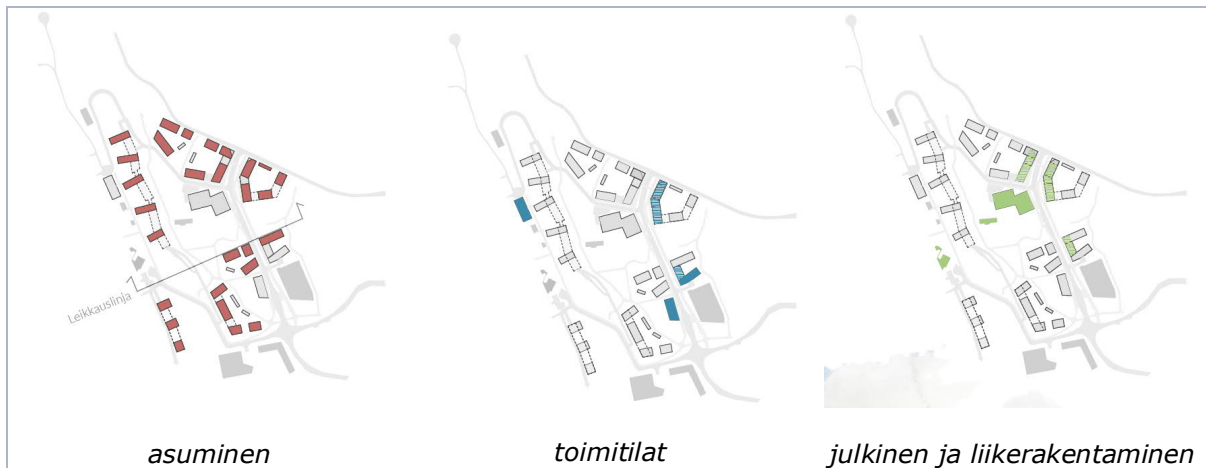 Leikkauslinja
asuminen
toimitilat
julkinen ja liikerakentaminen